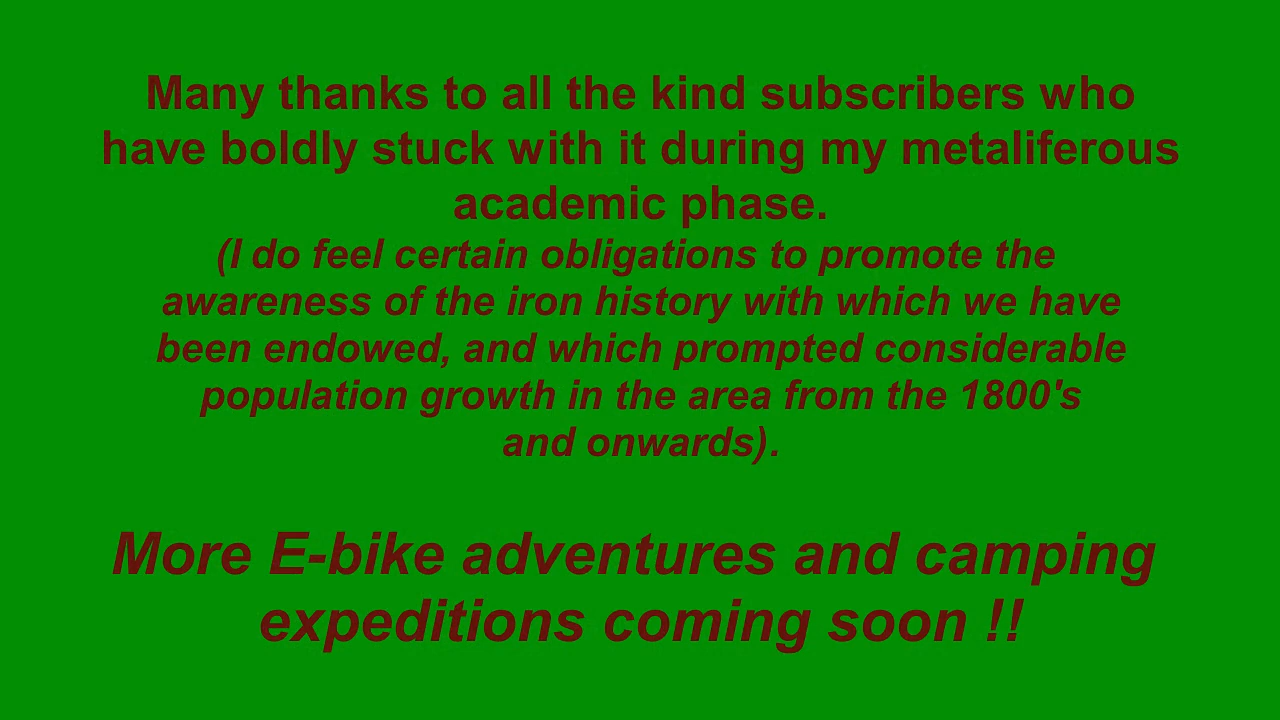 Many thanks to all the kind subscribers who
have boldly stuck with it during my metaliferous
academic phase.
(I do feel certain obligations to promote the
awareness of the iron history with which we have
been endowed, and which prompted considerable
population growth in the area from the 1800's
and onwards).
More E-bike adventures and camping
expeditions coming soon !!